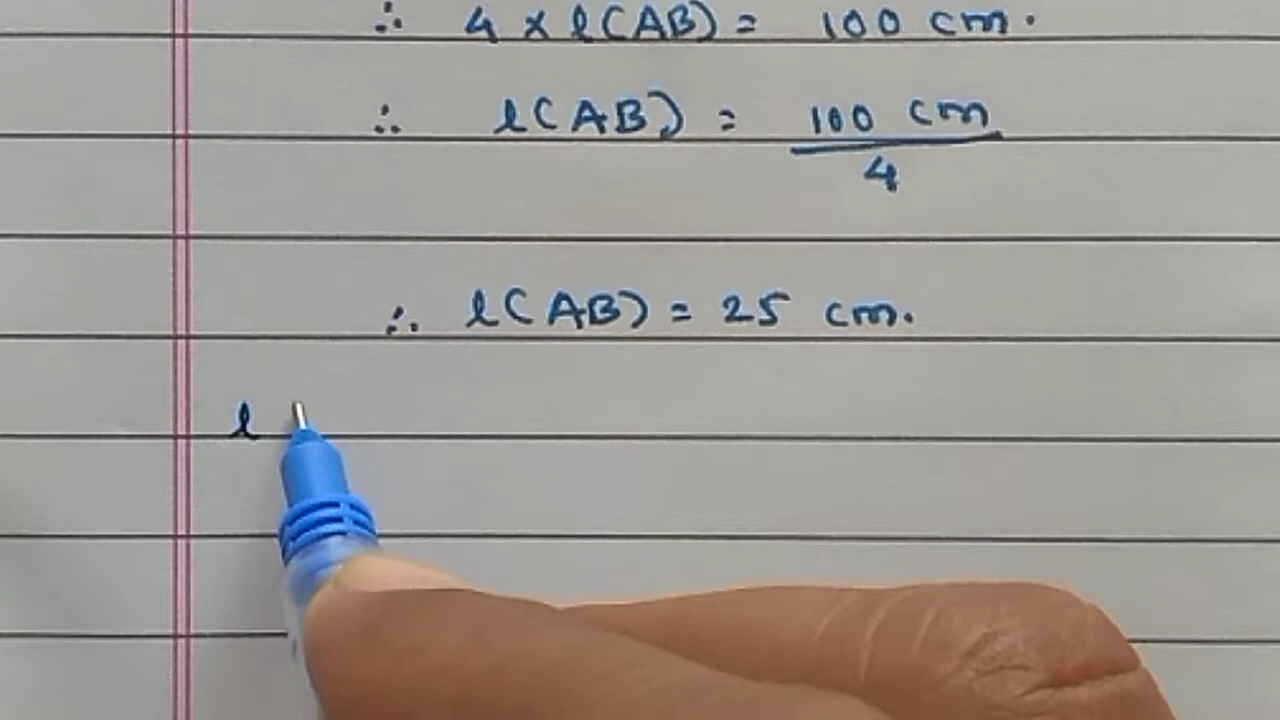 ∴ 4 × l(AB) = 100 cm.
∴ l(AB) = 100 cm
4
∴ l(AB) = 25 cm.
l